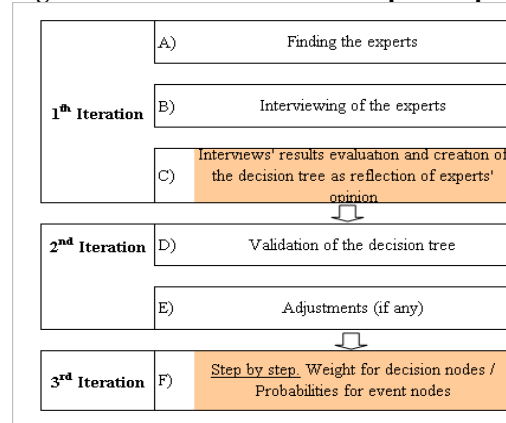 A) Finding the experts
B) Interviewing of the experts
1th Iteration
Interviews' results evaluation and creation of
C) the decision tree as reflection of experts'
opinion
2nd Iteration D) Validation of the decision tree
E) Adjustments (if any)
Step by step. Weight for decision nodes /
3rd Iteration F)
Probabilities for event nodes